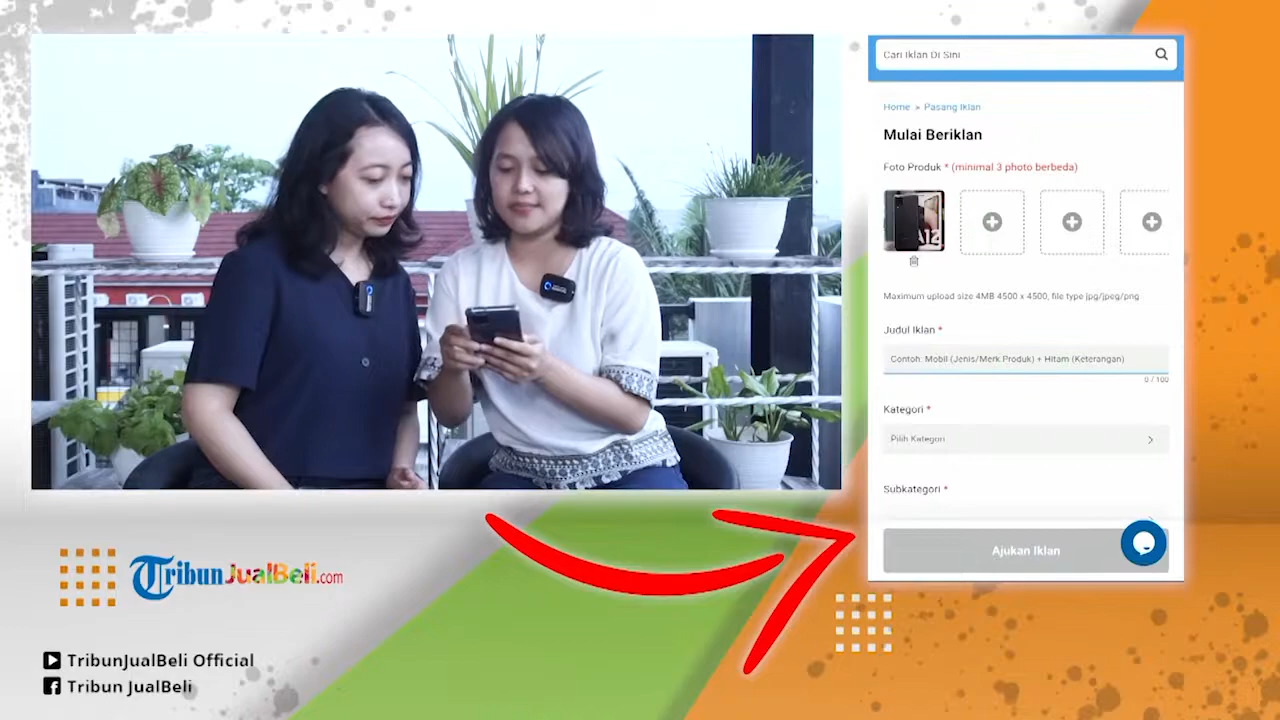 Cari Iklan Di Sini
Home > Pasang Iklan
Mulai Beriklan
Foto Produk * (minimal 3 photo berbeda)
A12
Maximum upload size 4MB 4500 x 4500, file type jpg/jpeg/png
Judul Iklan *
Contoh: Mobil (Jenis/Merk Produk) + Hitam (Keterangan)
0 / 100
Kategori *
Pilih Kategori
Subkategori *
Ajukan Iklan
TribunJualBeli.com
TribunJualBeli Official
Tribun JualBeli